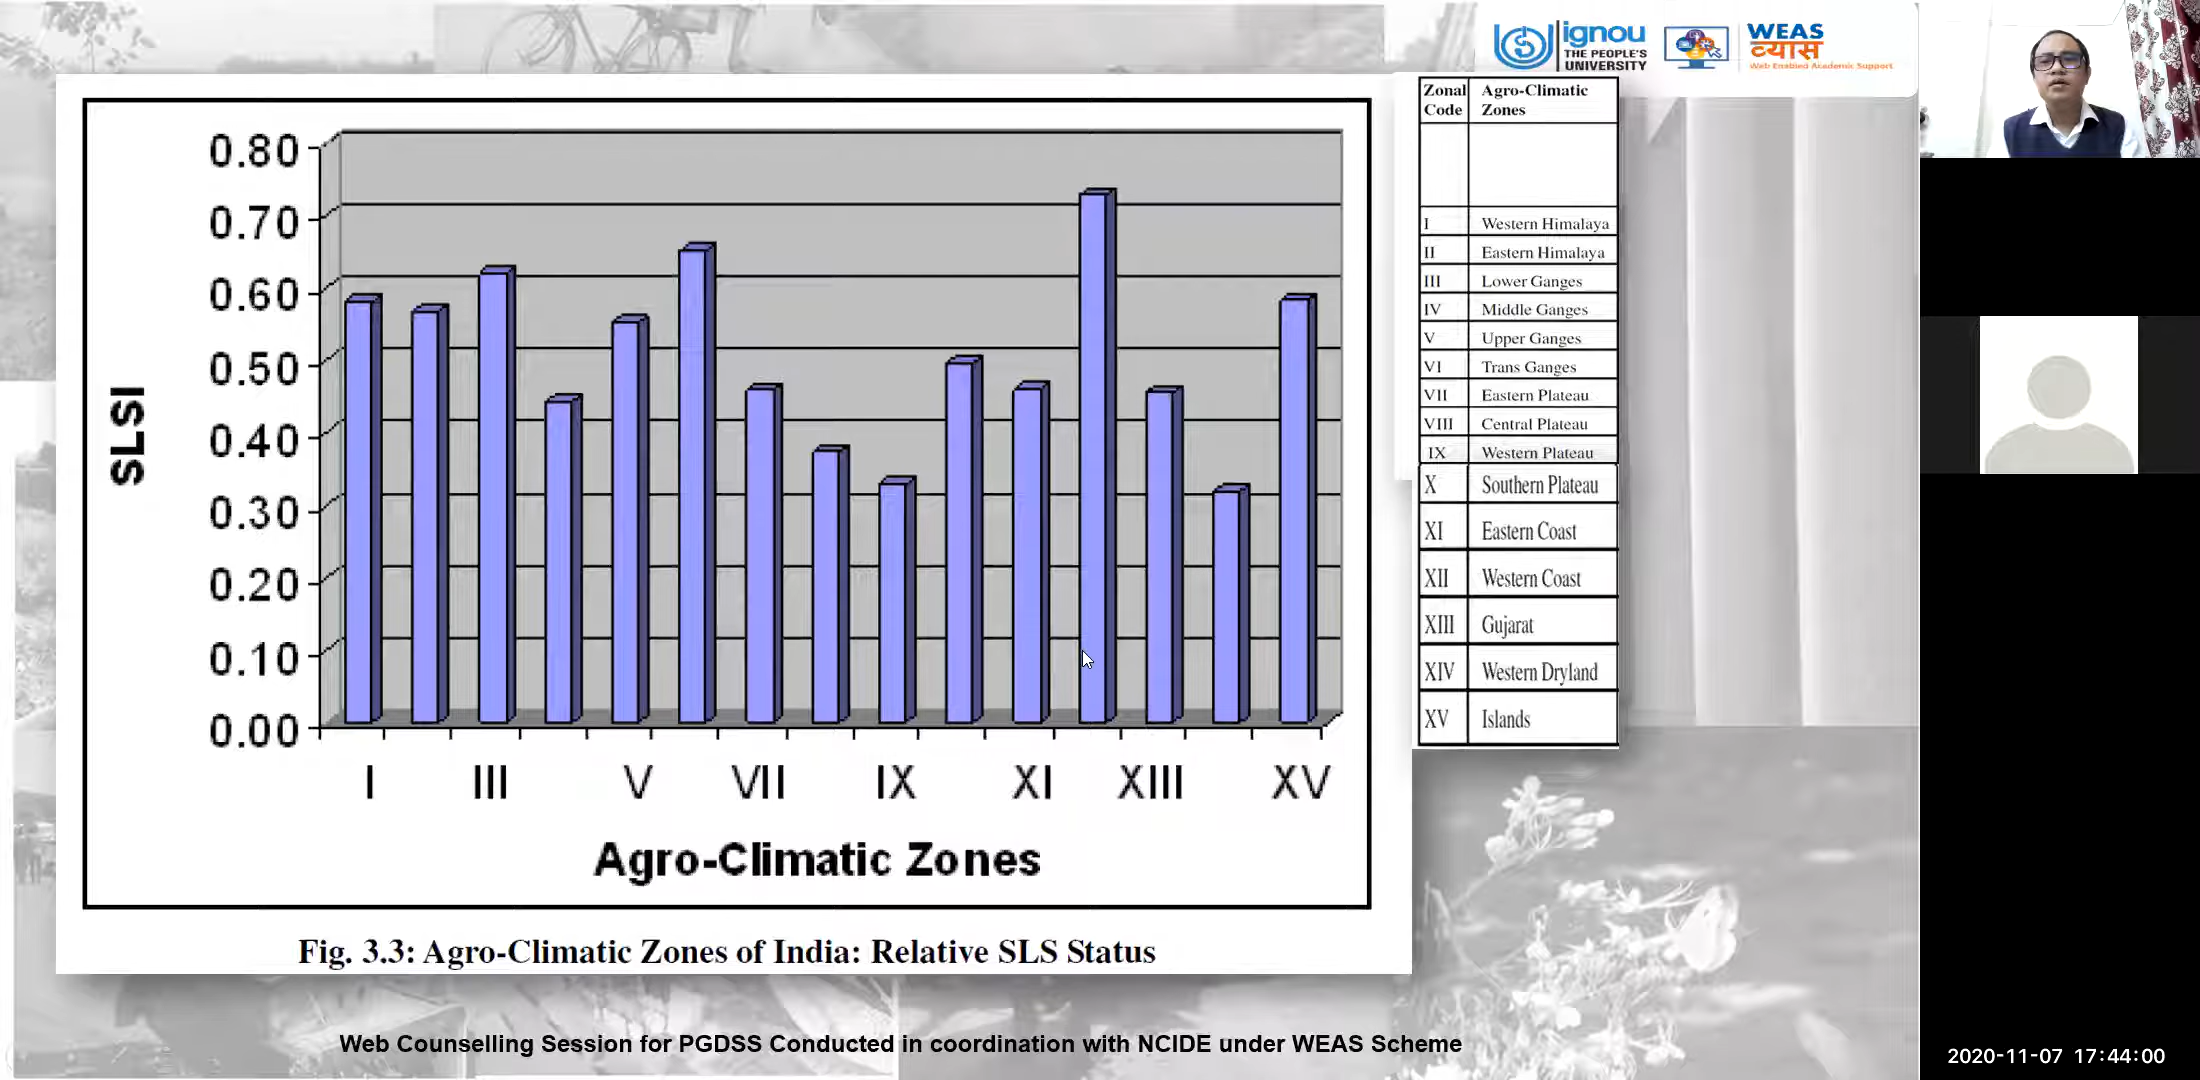 ignou
THE PEOPLE'S
UNIVERSITY
WEAS
व्यास
Web Enabled Academic Support
0.80
0.70
0.60
0.50
0.40
0.30
0.20
0.10
0.00
SLSI
I III V VII IX XI XIII XV
Agro-Climatic Zones
Fig. 3.3: Agro-Climatic Zones of India: Relative SLS Status
Zonal Code Agro-Climatic Zones
I Western Himalaya
II Eastern Himalaya
III Lower Ganges
IV Middle Ganges
V Upper Ganges
VI Trans Ganges
VII Eastern Plateau
VIII Central Plateau
IX Western Plateau
X Southern Plateau
XI Eastern Coast
XII Western Coast
XIII Gujarat
XIV Western Dryland
XV Islands
Web Counselling Session for PGDSS Conducted in coordination with NCIDE under WEAS Scheme
2020-11-07 17:44:00